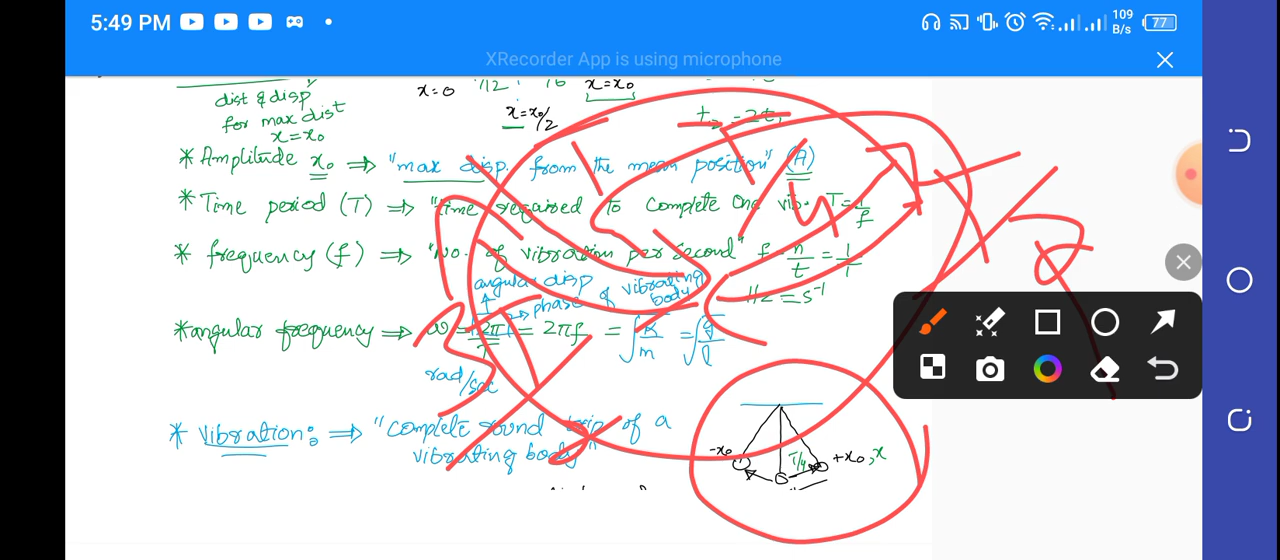 5:49 PM
109 B/s
77
XRecorder App is using microphone
dist & disp
for max dist
x = x₀
x=0
x=x₀
x=x₀/2
* Amplitude x₀ ⇒ "max disp. from the mean position" (A)
* Time period (T) ⇒ "time required to complete one vib. T=1/f
* frequency (f) ⇒ "No. of vibration per second" f = n/t = 1/T
Hz = s⁻¹
angular disp
phase of vibrating body
*angular frequency ⇒ ω = 2π/T = 2πf = √K/m = √g/l
rad/sec
* vibration:⇒ "Complete round trip of a
vibrating body"
-x₀
T/4
+x₀, x